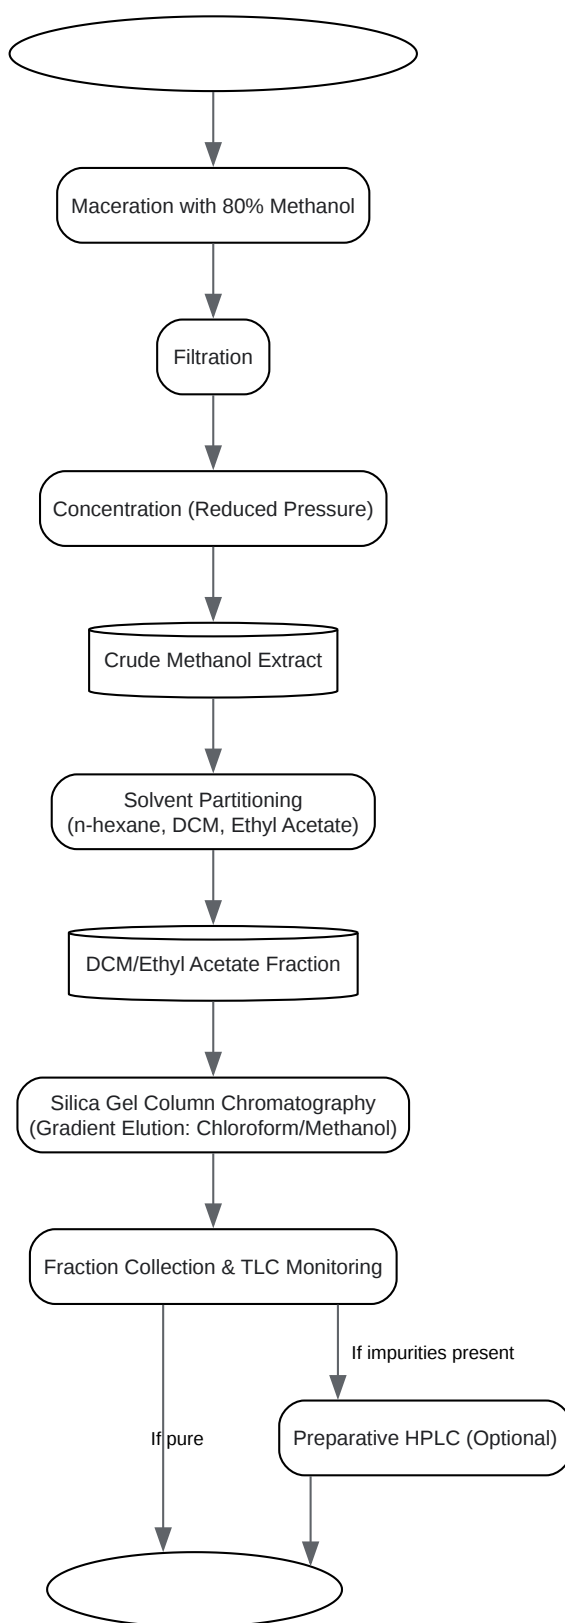 Maceration with 80% Methanol
Filtration
Concentration (Reduced Pressure)
Crude Methanol Extract
Solvent Partitioning
(n-hexane, DCM, Ethyl Acetate)
DCM/Ethyl Acetate Fraction
Silica Gel Column Chromatography
(Gradient Elution: Chloroform/Methanol)
Fraction Collection & TLC Monitoring
If impurities present
Preparative HPLC (Optional)
If pure